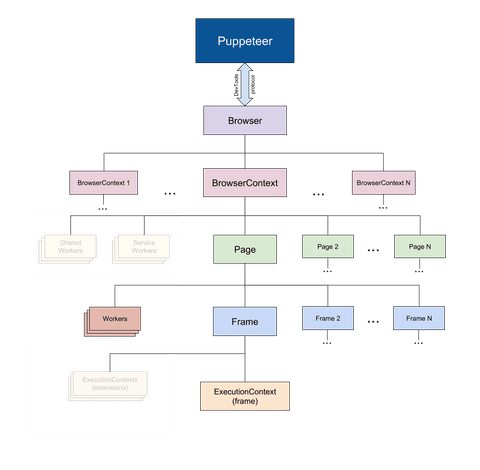 Puppeteer
DevTools
protocol
Browser
BrowserContext 1
...
BrowserContext
...
BrowserContext N
...
...
Shared
Workers
Service
Workers
Page
Page 2
...
Page N
...
...
Workers
Frame
Frame 2
...
Frame N
...
...
ExecutionContexts
(extensions)
ExecutionContext
(frame)